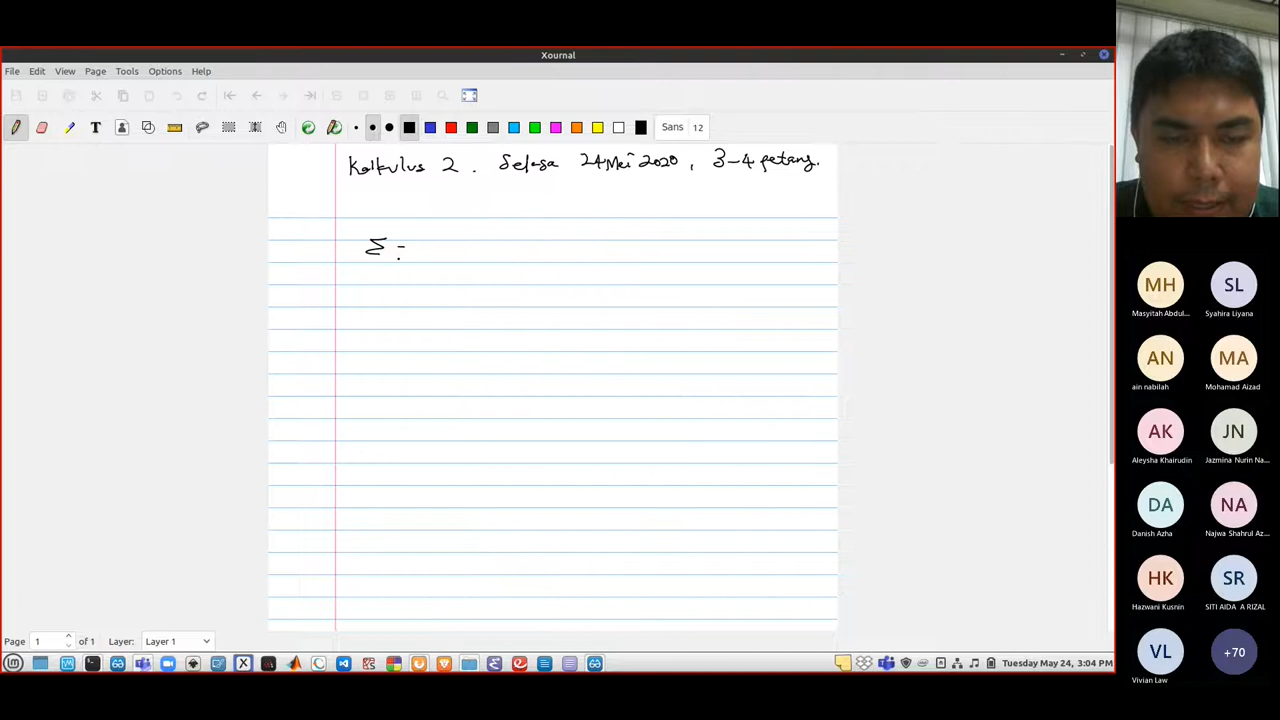 Xournal
File Edit View Page Tools Options Help
Sans 12
Kalkulus 2 . Selasa 24 Mei 2020 , 3-4 petang.
Σ :
Page 1 of 1 Layer: Layer 1
Tuesday May 24, 3:04 PM
MH SL
Masyitah Abdul... Syahira Liyana
AN MA
ain nabilah Mohamad Aizad
AK JN
Aleysha Khairudin Jazmina Nurin Na...
DA NA
Danish Azha Najwa Shahrul Az...
HK SR
Hazwani Kusnin SITI AIDA A RIZAL
VL +70
Vivian Law